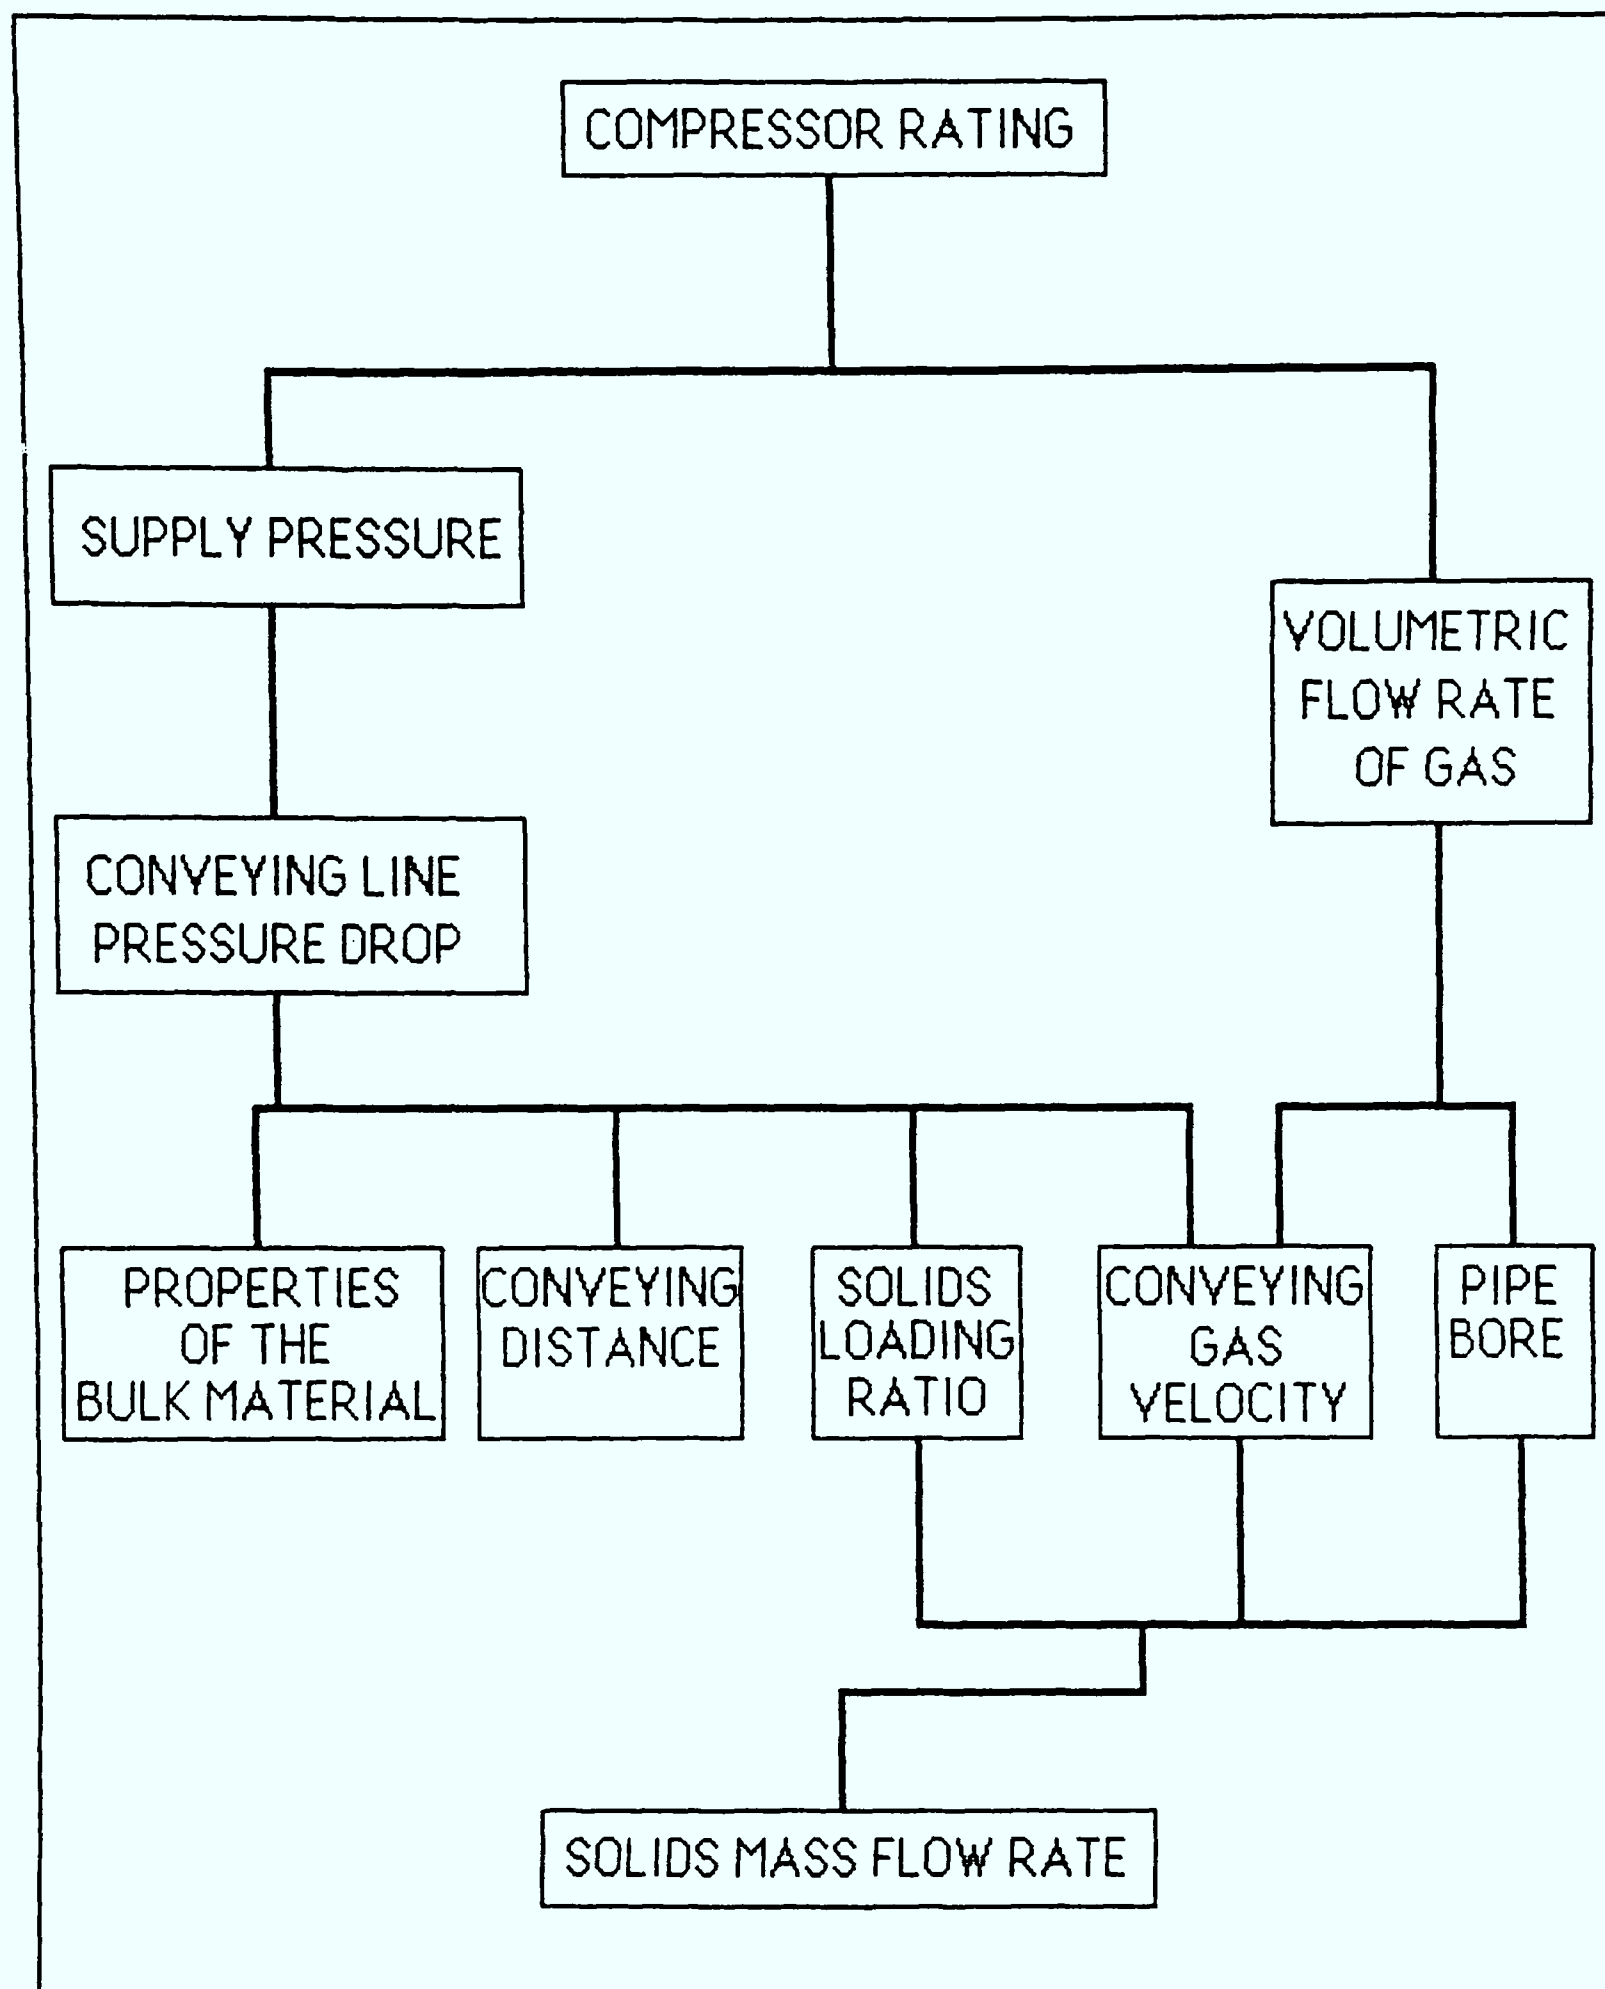 COMPRESSOR RATING
SUPPLY PRESSURE
VOLUMETRIC
FLOW RATE
OF GAS
CONVEYING LINE
PRESSURE DROP
PROPERTIES
OF THE
BULK MATERIAL
CONVEYING
DISTANCE
SOLIDS
LOADING
RATIO
CONVEYING
GAS
VELOCITY
PIPE
BORE
SOLIDS MASS FLOW RATE